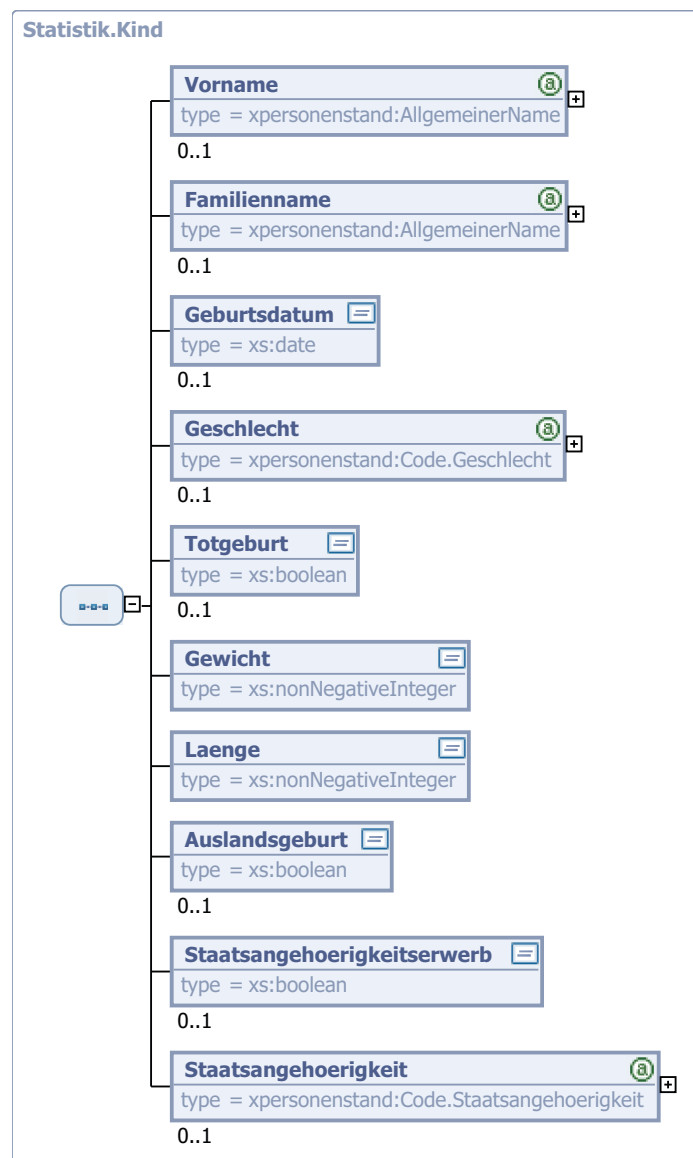 Statistik.Kind
Vorname
type = xpersonenstand:AllgemeinerName
0..1
Familienname
type = xpersonenstand:AllgemeinerName
0..1
Geburtsdatum
type = xs:date
0..1
Geschlecht
type = xpersonenstand:Code.Geschlecht
0..1
Totgeburt
type = xs:boolean
0..1
Gewicht
type = xs:nonNegativeInteger
Laenge
type = xs:nonNegativeInteger
Auslandsgeburt
type = xs:boolean
0..1
Staatsangehoerigkeitserwerb
type = xs:boolean
0..1
Staatsangehoerigkeit
type = xpersonenstand:Code.Staatsangehoerigkeit
0..1